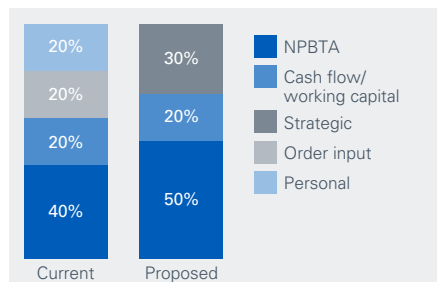 20%
20%
20%
40%
Current
30%
20%
50%
Proposed
NPBTA
Cash flow/
working capital
Strategic
Order input
Personal